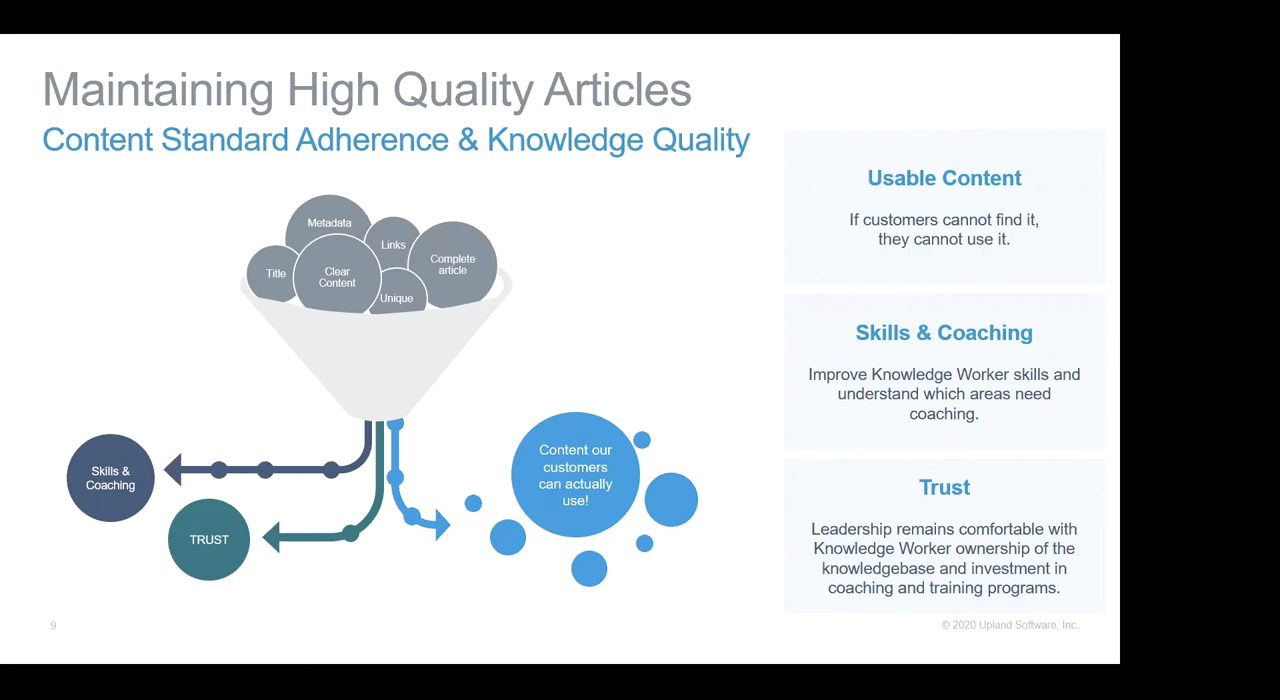 Maintaining High Quality Articles
Content Standard Adherence & Knowledge Quality
Metadata
Links
Title
Clear
Content
Complete
article
Unique
Skills &
Coaching
TRUST
Content our
customers
can actually
use!
Usable Content
If customers cannot find it,
they cannot use it.
Skills & Coaching
Improve Knowledge Worker skills and
understand which areas need
coaching.
Trust
Leadership remains comfortable with
Knowledge Worker ownership of the
knowledgebase and investment in
coaching and training programs.
9
© 2020 Upland Software, Inc.